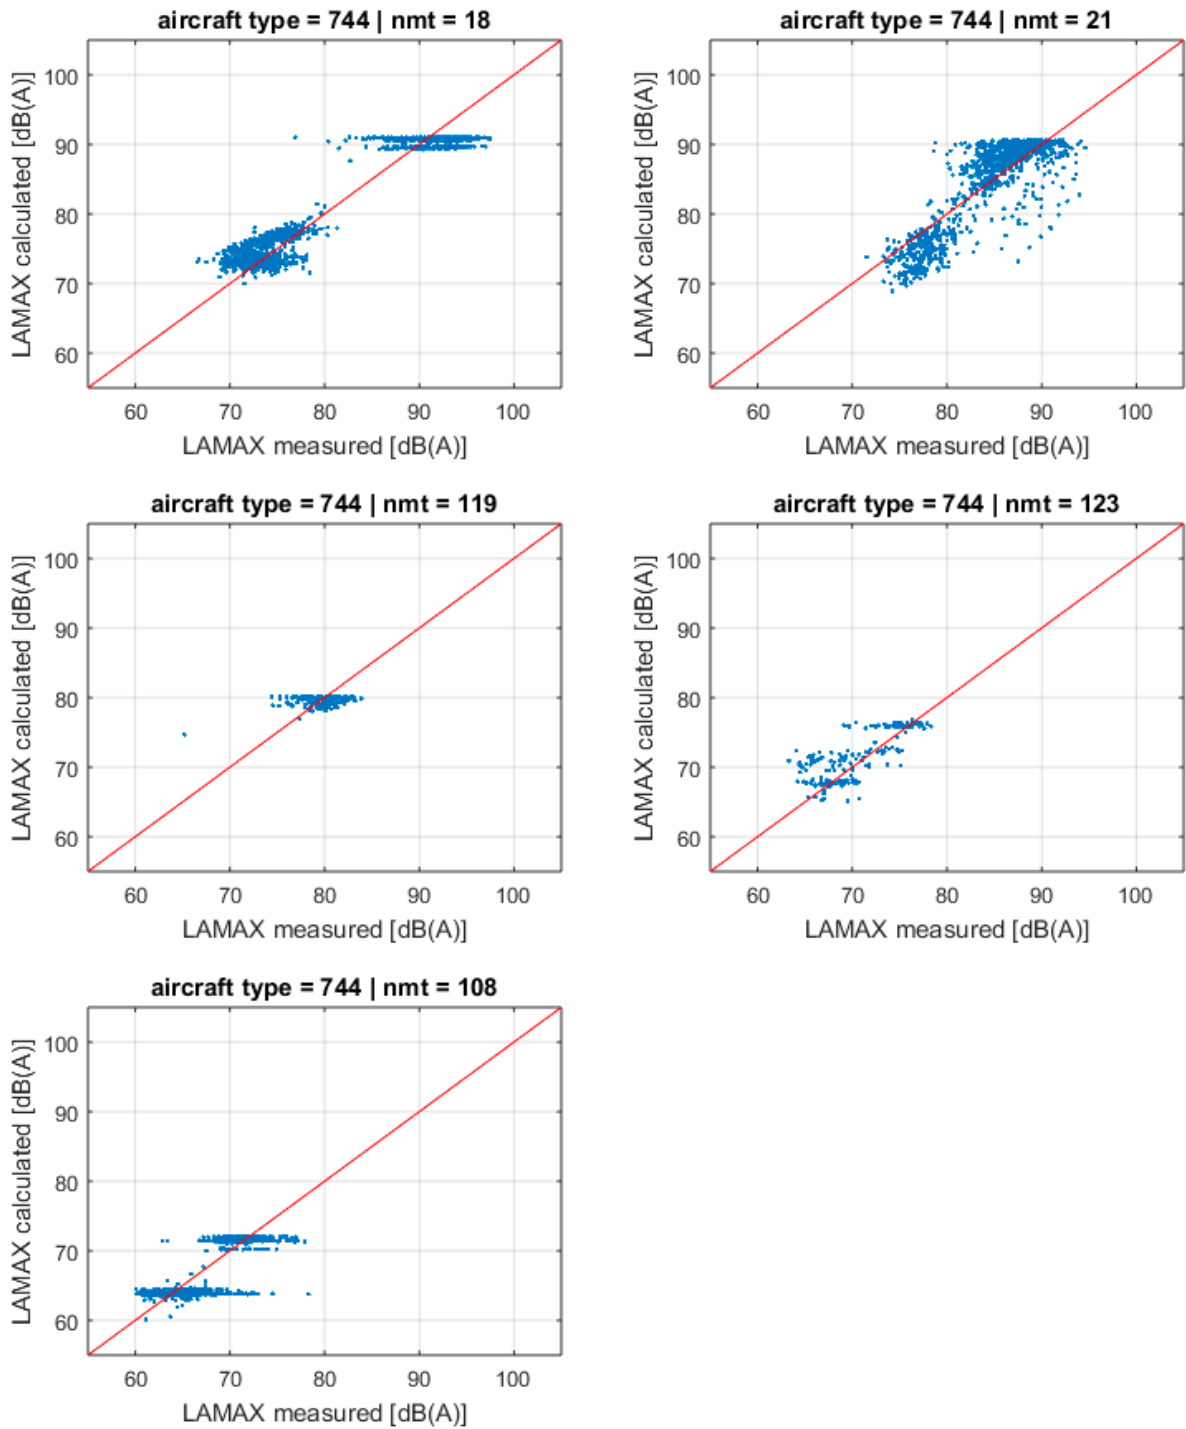 aircraft type = 744 | nmt = 18
100
90
80
70
60
LAMAX calculated [dB(A)]
60 70 80 90 100
LAMAX measured [dB(A)]
aircraft type = 744 | nmt = 21
100
90
80
70
60
LAMAX calculated [dB(A)]
60 70 80 90 100
LAMAX measured [dB(A)]
aircraft type = 744 | nmt = 119
100
90
80
70
60
LAMAX calculated [dB(A)]
60 70 80 90 100
LAMAX measured [dB(A)]
aircraft type = 744 | nmt = 123
100
90
80
70
60
LAMAX calculated [dB(A)]
60 70 80 90 100
LAMAX measured [dB(A)]
aircraft type = 744 | nmt = 108
100
90
80
70
60
LAMAX calculated [dB(A)]
60 70 80 90 100
LAMAX measured [dB(A)]